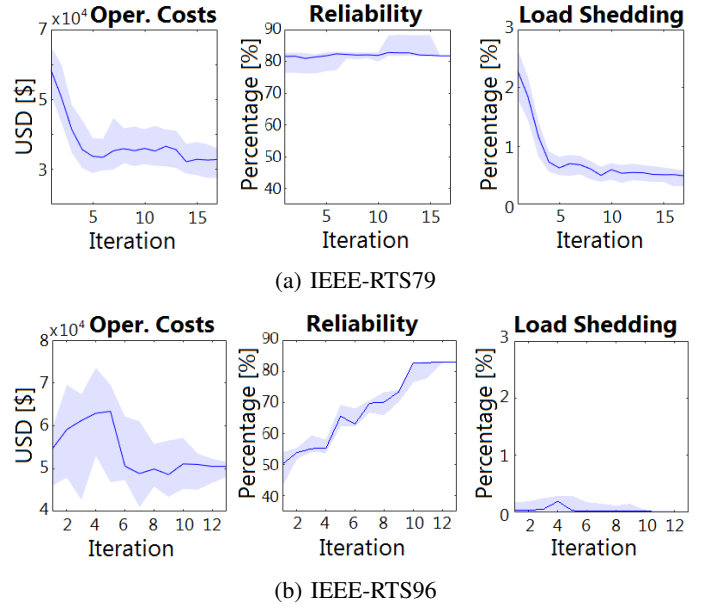 x10⁴ Oper. Costs
Reliability
Load Shedding
USD [$]
7
5
3
5 10 15
Iteration
Percentage [%]
90
80
70
60
50
40
5 10 15
Iteration
Percentage [%]
3
2
1
0
5 10 15
Iteration
(a) IEEE-RTS79
x10⁴ Oper. Costs
Reliability
Load Shedding
USD [$]
8
7
6
5
4
2 4 6 8 10 12
Iteration
Percentage [%]
90
80
70
60
50
40
2 4 6 8 10 12
Iteration
Percentage [%]
3
2
1
0
2 4 6 8 10 12
Iteration
(b) IEEE-RTS96